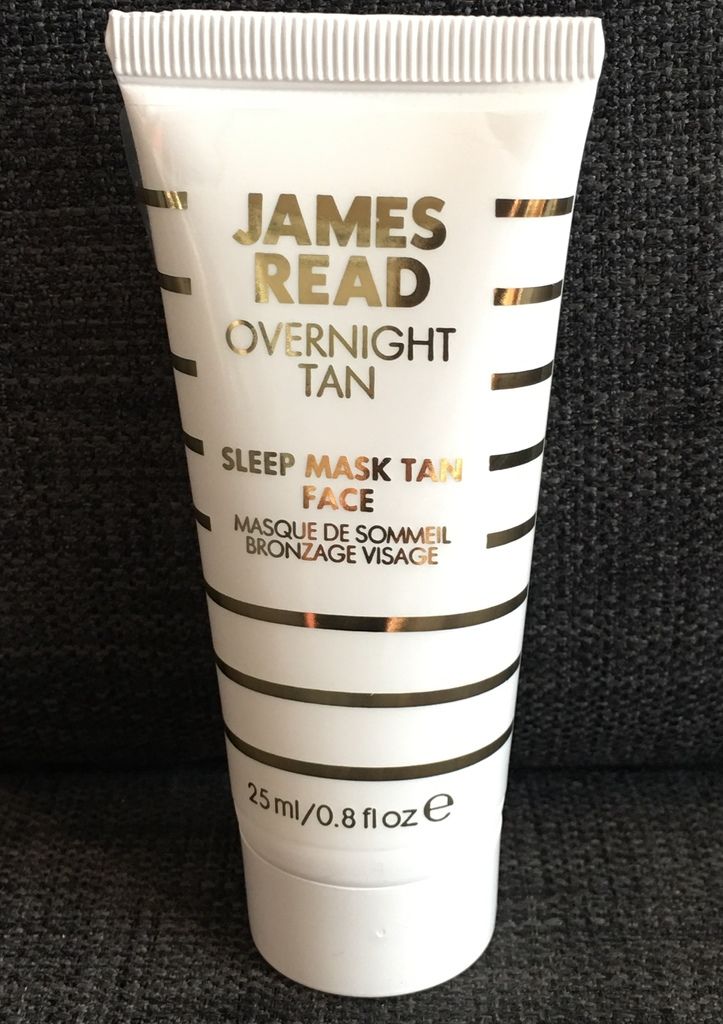 JAMES
READ
OVERNIGHT
TAN
SLEEP MASK TAN
FACE
MASQUE DE SOMMEIL
BRONZAGE VISAGE
25 ml/0.8 fl oz ℮